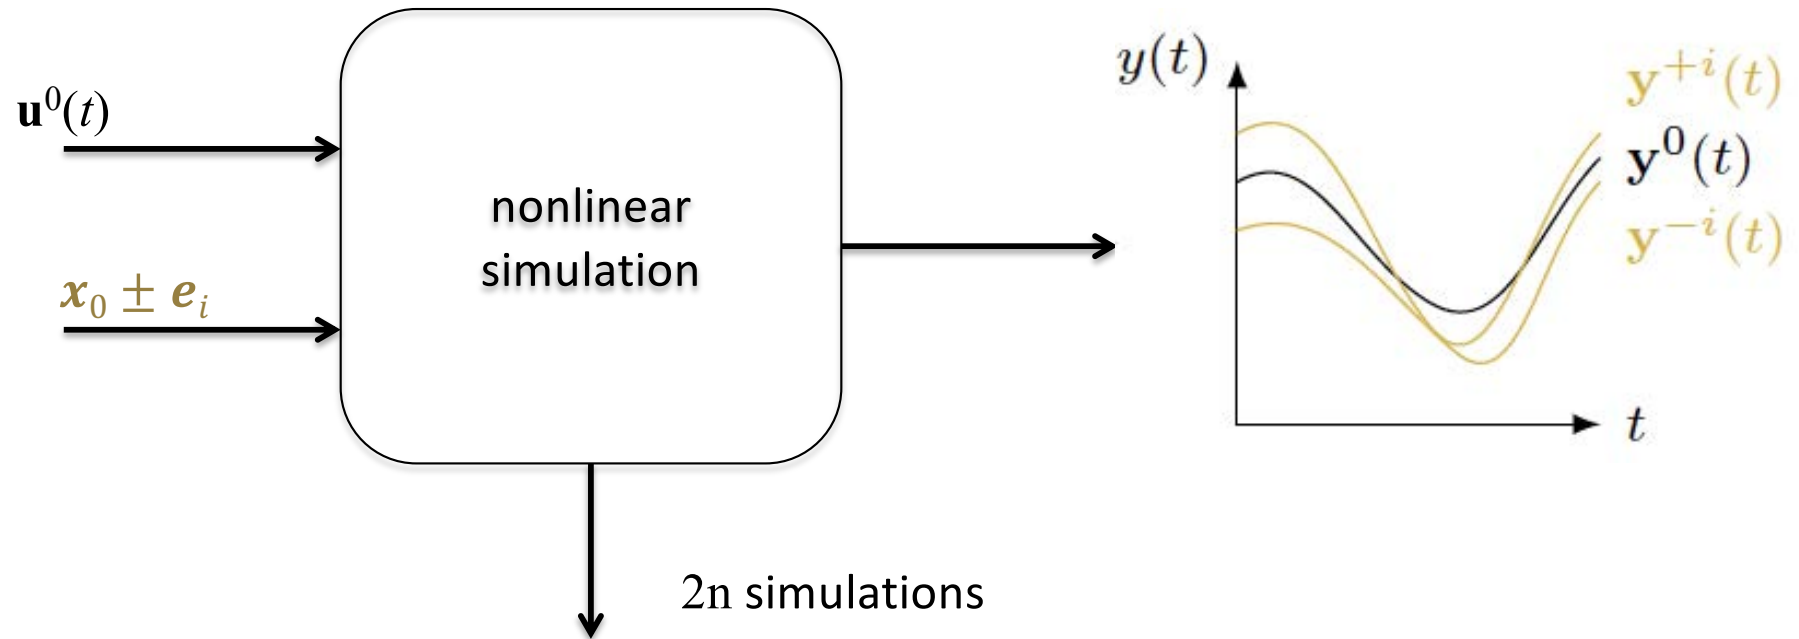 u⁰(t)
x₀ ± eᵢ
nonlinear
simulation
2n simulations
y(t)
y⁺ⁱ(t)
y⁰(t)
y⁻ⁱ(t)
t